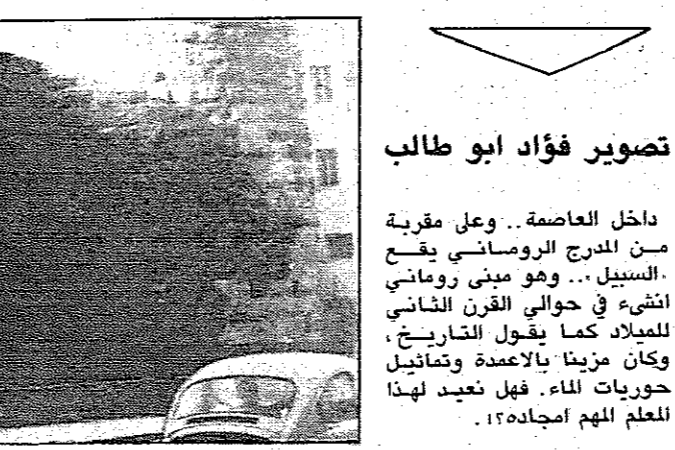 تصوير فؤاد ابو طالب
داخل العاصمة.. وعلى مقربة
من المدرج الروماني يقع
«السبيل».. وهو مبنى روماني
انشىء في حوالي القرن الثاني
للميلاد كما يقول التاريخ،
وكان مزينا بالاعمدة وتماثيل
حوريات الماء. فهل نعيد لهذا
المعلم المهم امجاده؟!.